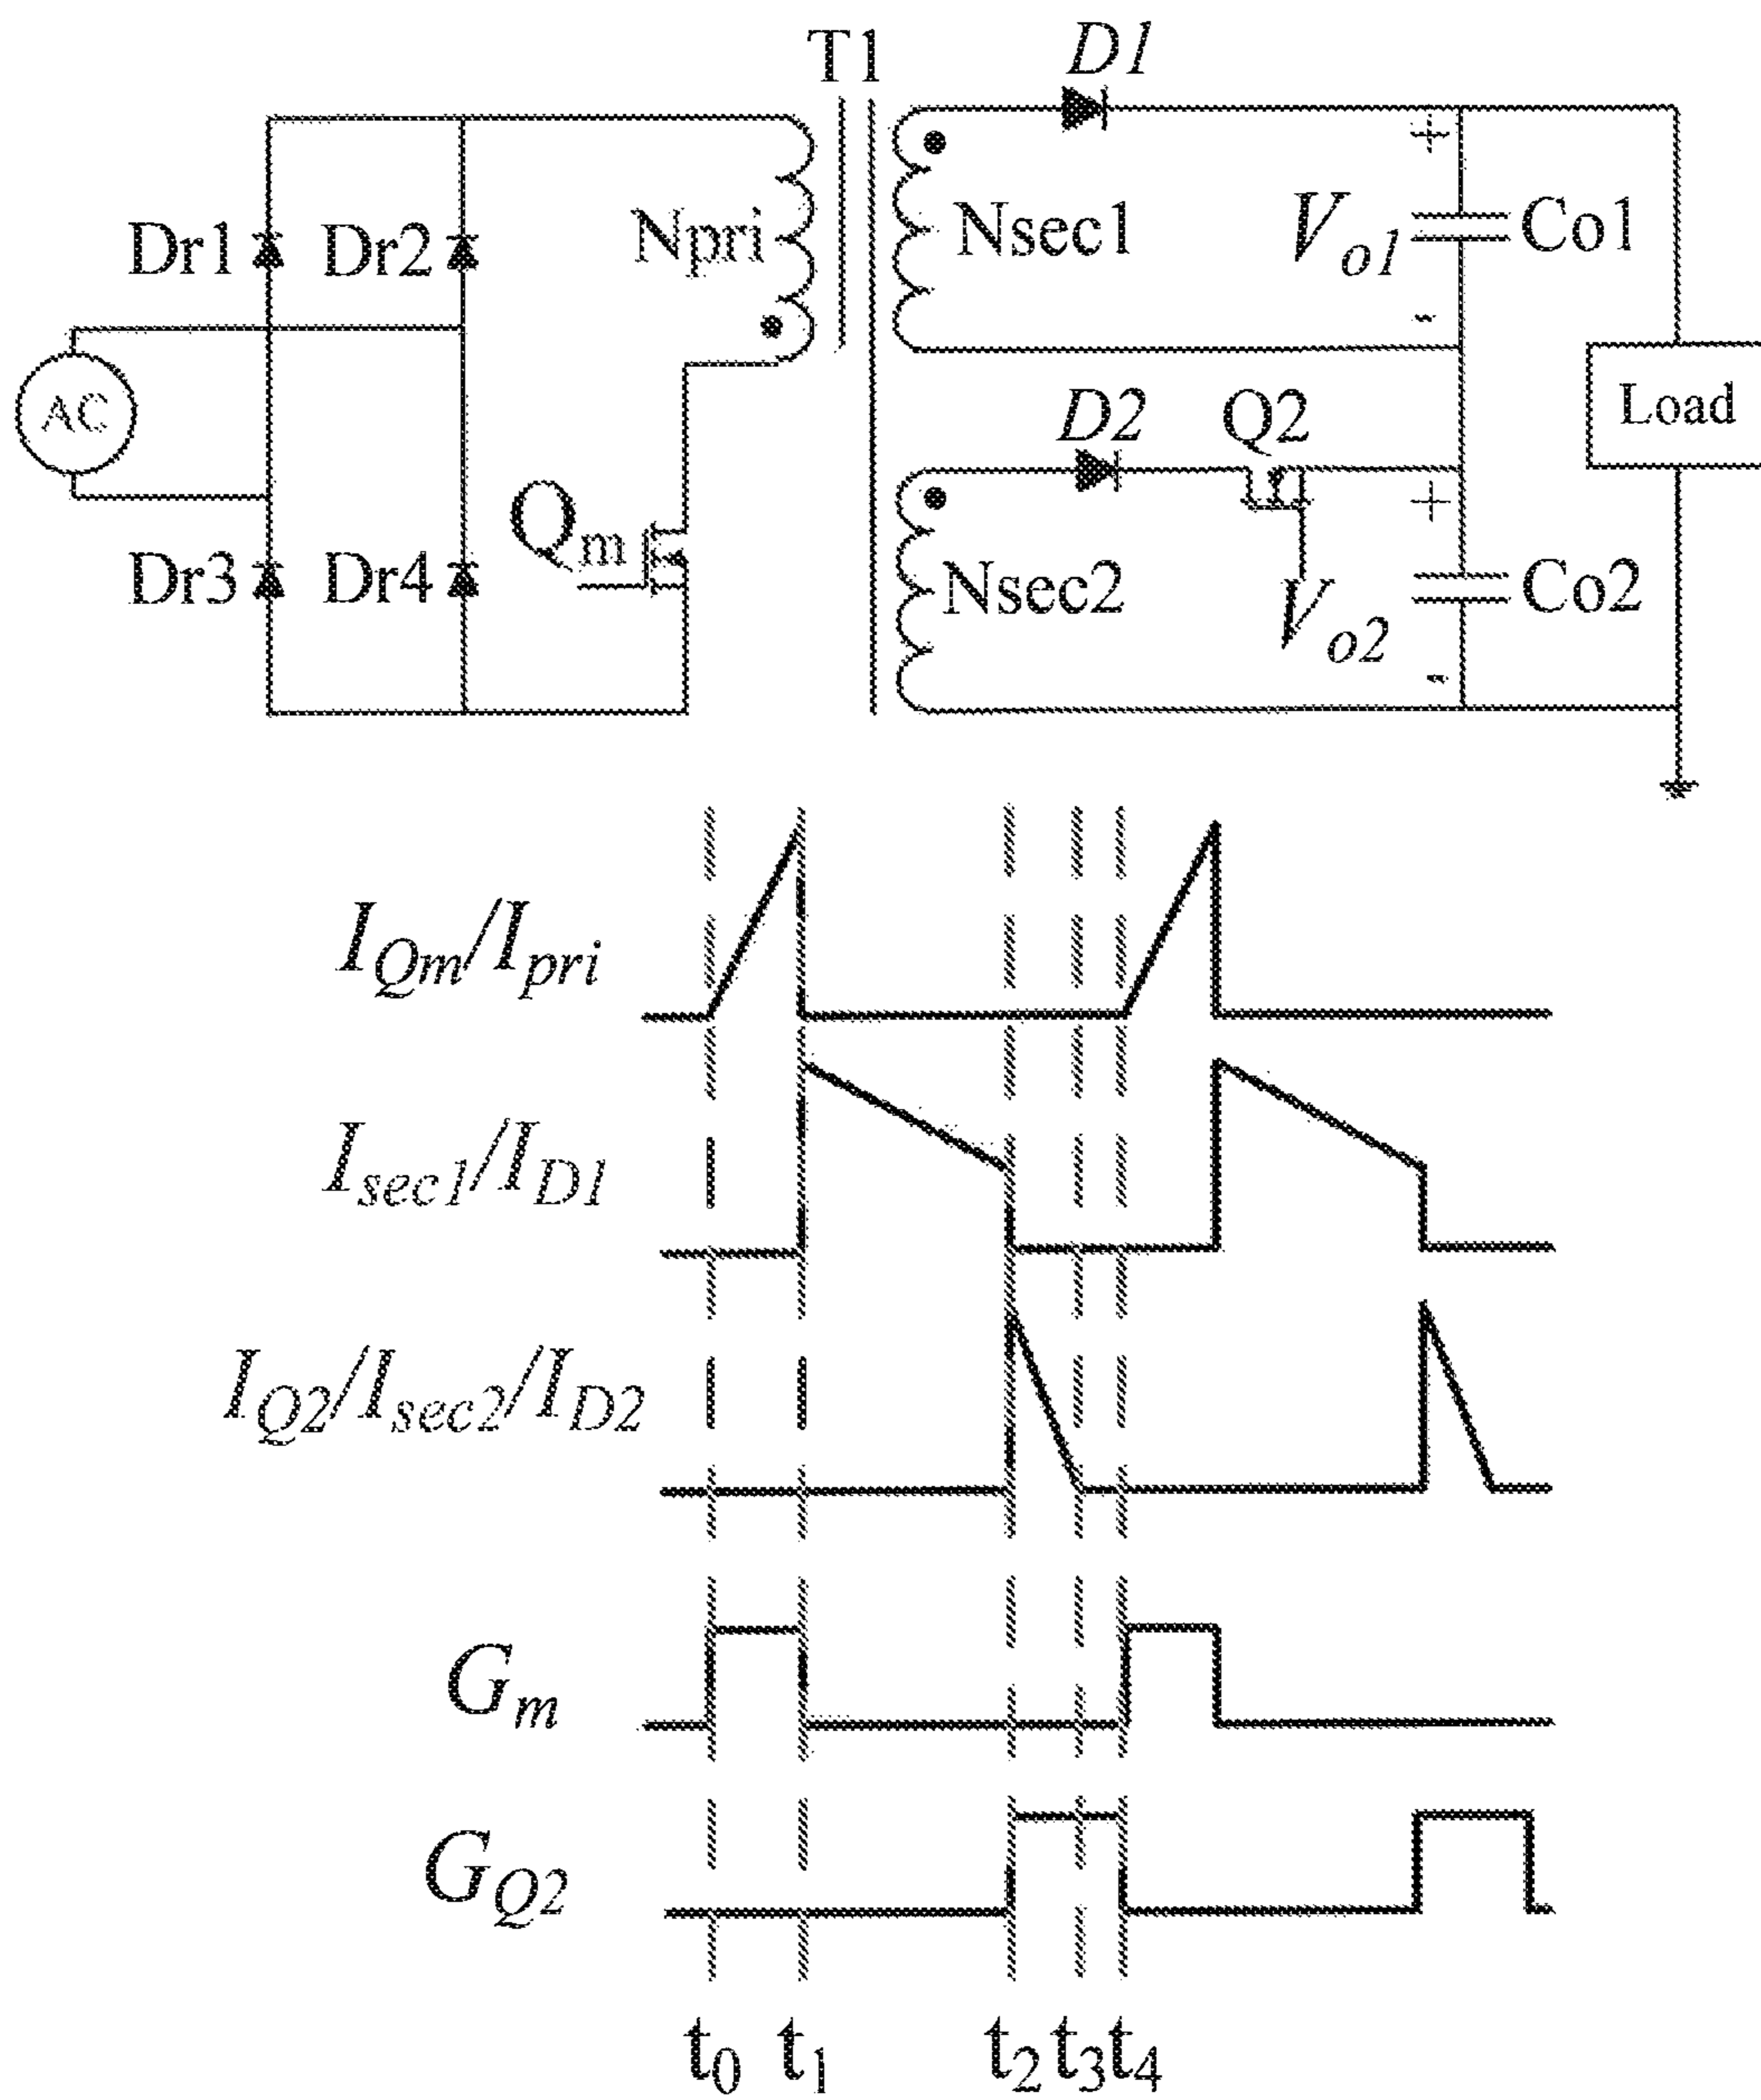 T1
D1
Dr1
Dr2
Npri
Nsec1
Vo1
+
-
Co1
AC
Load
D2
Q2
Qm
Dr3
Dr4
Nsec2
Vo2
+
-
Co2
IQm/Ipri
Isec1/ID1
IQ2/Isec2/ID2
Gm
GQ2
t0 t1 t2 t3 t4